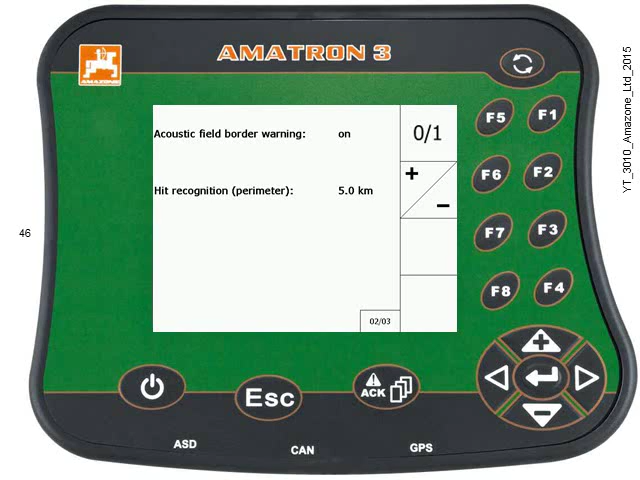 AMATRON 3
AMAZONE
Acoustic field border warning: on
0/1
Hit recognition (perimeter): 5.0 km
+
−
02/03
F5 F1
F6 F2
F7 F3
F8 F4
Esc
ACK
ASD
CAN
GPS
46
YT_3010_Amazone_Ltd_2015